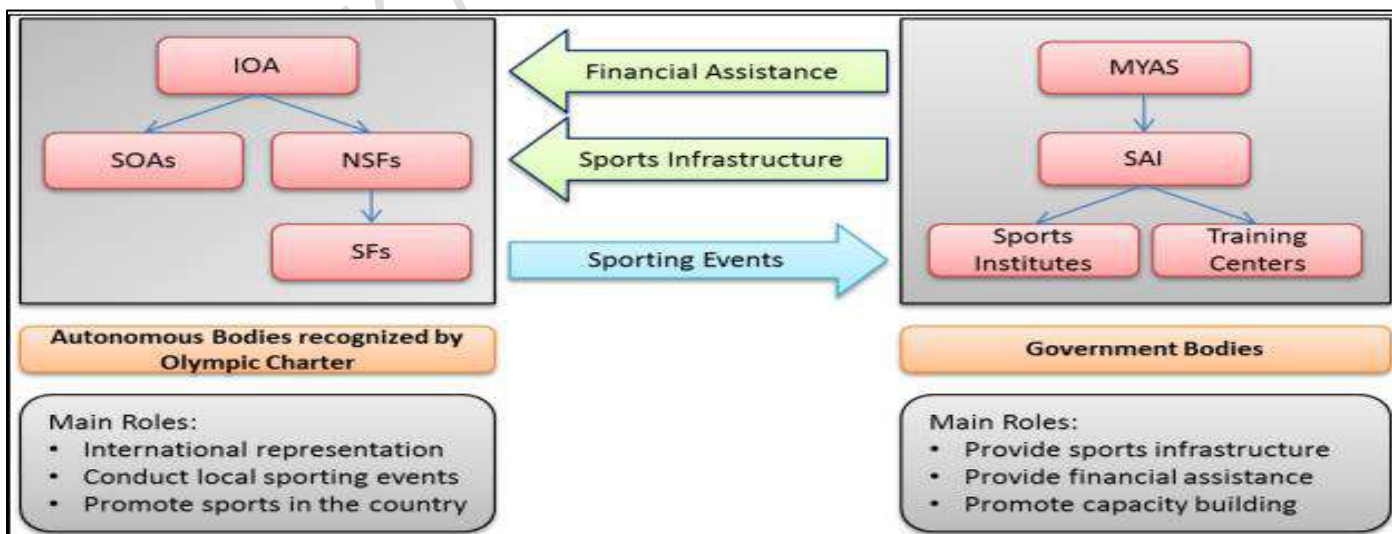 IOA
SOAs
NSFs
SFs
Financial Assistance
Sports Infrastructure
Sporting Events
MYAS
SAI
Sports
Institutes
Training
Centers
Autonomous Bodies recognized by
Olympic Charter
Government Bodies
Main Roles:
• International representation
• Conduct local sporting events
• Promote sports in the country
Main Roles:
• Provide sports infrastructure
• Provide financial assistance
• Promote capacity building